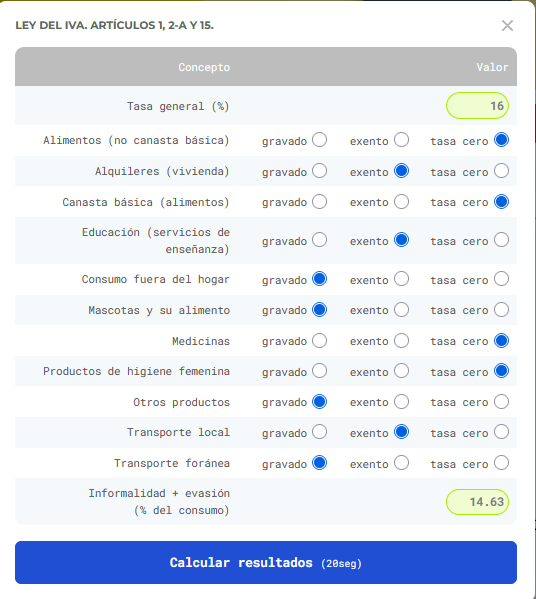 LEY DEL IVA. ARTÍCULOS 1, 2-A Y 15.
Concepto Valor
Tasa general (%) 16
Alimentos (no canasta básica) gravado exento tasa cero
Alquileres (vivienda) gravado exento tasa cero
Canasta básica (alimentos) gravado exento tasa cero
Educación (servicios de
enseñanza) gravado exento tasa cero
Consumo fuera del hogar gravado exento tasa cero
Mascotas y su alimento gravado exento tasa cero
Medicinas gravado exento tasa cero
Productos de higiene femenina gravado exento tasa cero
Otros productos gravado exento tasa cero
Transporte local gravado exento tasa cero
Transporte foránea gravado exento tasa cero
Informalidad + evasión
(% del consumo) 14.63
Calcular resultados (20seg)